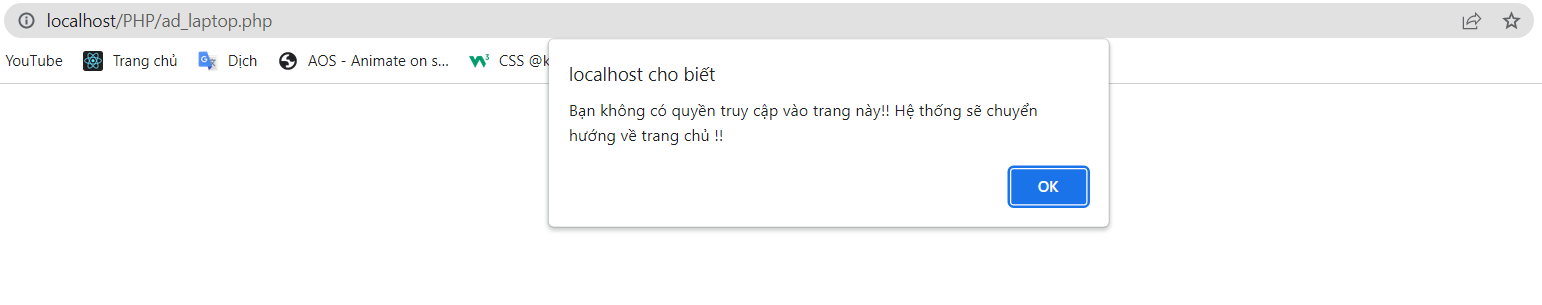 localhost/PHP/ad_laptop.php
YouTube Trang chủ Dịch AOS - Animate on s... CSS @k
localhost cho biết
Bạn không có quyền truy cập vào trang này!! Hệ thống sẽ chuyển
hướng về trang chủ !!
OK